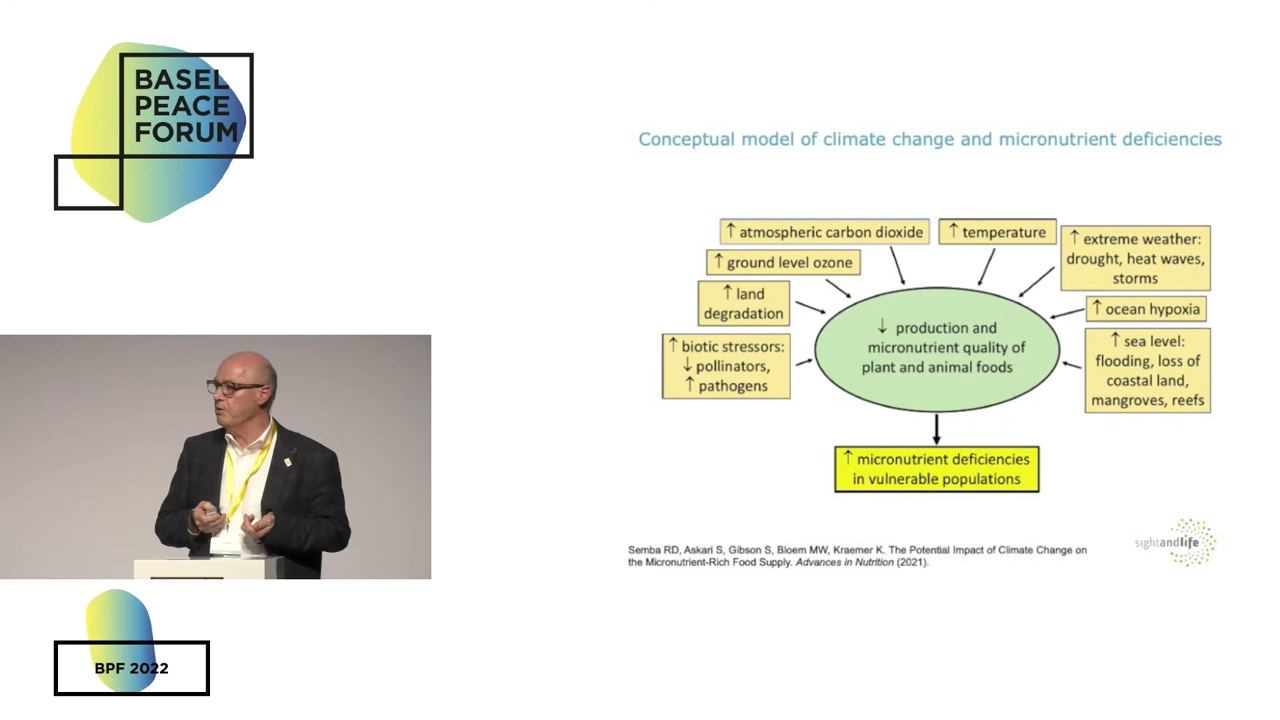 BASEL
PEACE
FORUM
Conceptual model of climate change and micronutrient deficiencies
↑ atmospheric carbon dioxide
↑ temperature
↑ extreme weather:
drought, heat waves,
storms
↑ ground level ozone
↑ land
degradation
↑ ocean hypoxia
↑ biotic stressors:
↓ pollinators,
↑ pathogens
↓ production and
micronutrient quality of
plant and animal foods
↑ sea level:
flooding, loss of
coastal land,
mangroves, reefs
↑ micronutrient deficiencies
in vulnerable populations
Semba RD, Askari S, Gibson S, Bloem MW, Kraemer K. The Potential Impact of Climate Change on
the Micronutrient-Rich Food Supply. Advances in Nutrition (2021).
sightandlife
BPF 2022